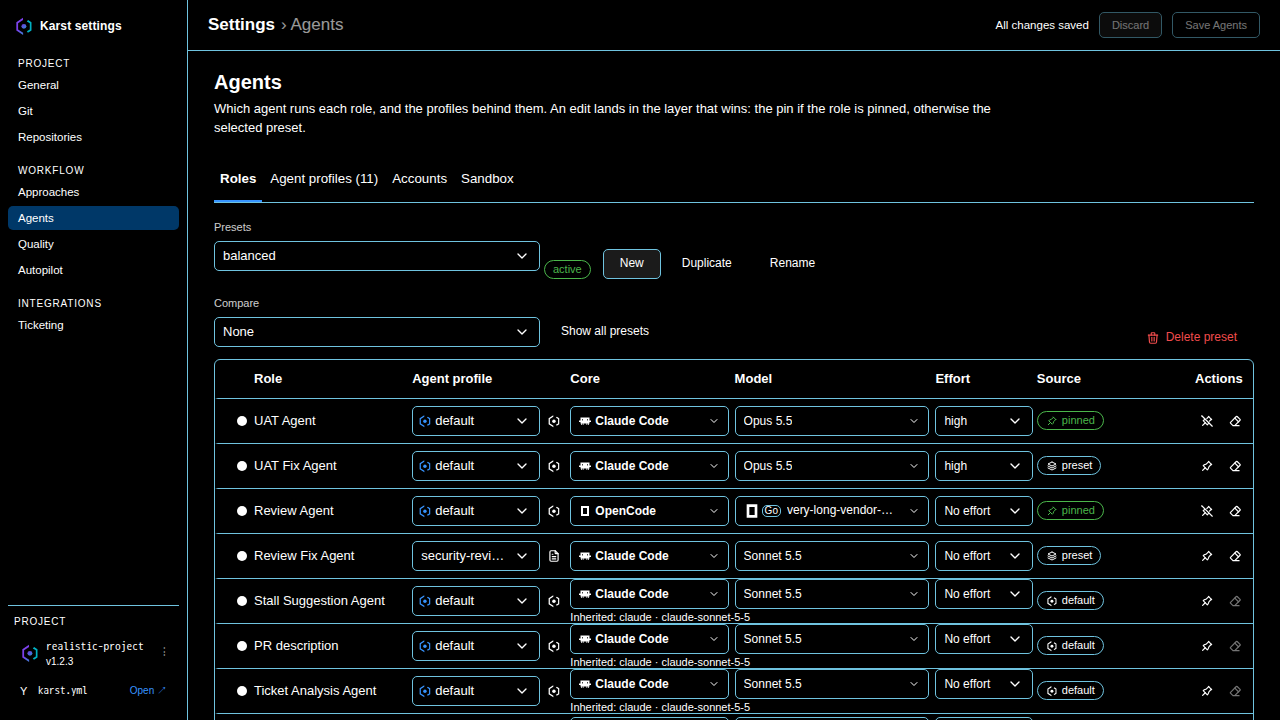 Karst settings
Settings › Agents
All changes saved
Discard
Save Agents
PROJECT
General
Git
Repositories
WORKFLOW
Approaches
Agents
Quality
Autopilot
INTEGRATIONS
Ticketing
PROJECT
realistic-project
v1.2.3
Y karst.yml Open ↗
Agents
Which agent runs each role, and the profiles behind them. An edit lands in the layer that wins: the pin if the role is pinned, otherwise the
selected preset.
Roles Agent profiles (11) Accounts Sandbox
Presets
balanced active New Duplicate Rename
Compare
None Show all presets Delete preset
Role Agent profile Core Model Effort Source Actions
UAT Agent default Claude Code Opus 5.5 high pinned
UAT Fix Agent default Claude Code Opus 5.5 high preset
Review Agent default OpenCode Go very-long-vendor-… No effort pinned
Review Fix Agent security-revi… Claude Code Sonnet 5.5 No effort preset
Stall Suggestion Agent default Claude Code Sonnet 5.5 No effort default
Inherited: claude · claude-sonnet-5-5
PR description default Claude Code Sonnet 5.5 No effort default
Inherited: claude · claude-sonnet-5-5
Ticket Analysis Agent default Claude Code Sonnet 5.5 No effort default
Inherited: claude · claude-sonnet-5-5